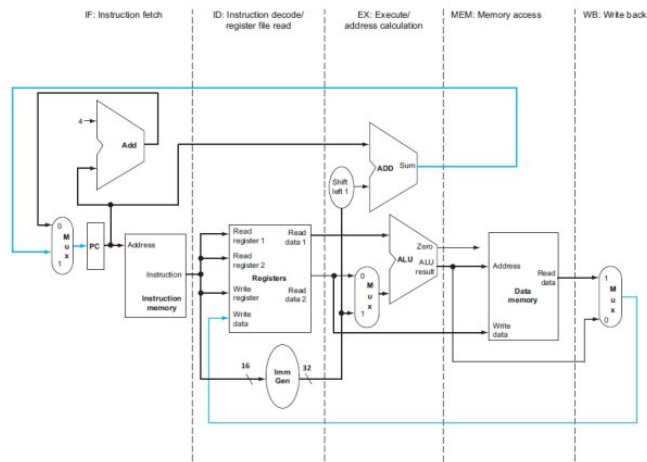 IF: Instruction fetch
ID: Instruction decode/
register file read
EX: Execute/
address calculation
MEM: Memory access
WB: Write back
4
Add
ADD
Sum
Shift
left 1
0
M
u
x
1
PC
Address
Instruction
Instruction
memory
Read
register 1
Read
register 2
Write
register
Write
data
Registers
Read
data 1
Read
data 2
0
M
u
x
1
Zero
ALU
ALU
result
Address
Read
data
Data
memory
Write
data
1
M
u
x
0
16
Imm
Gen
32